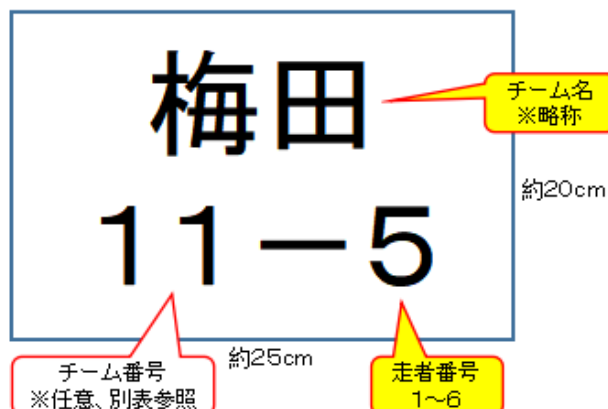 梅田
チーム名
※略称
11－5
約20cm
約25cm
チーム番号
※任意、別表参照
走者番号
1～6